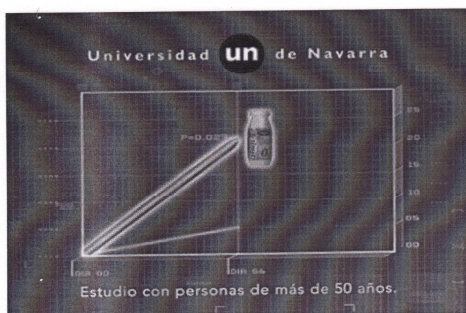 Universidad un de Navarra
P=0.027
25
20
15
10
05
00
DIA 00
DIA 56
Estudio con personas de más de 50 años.